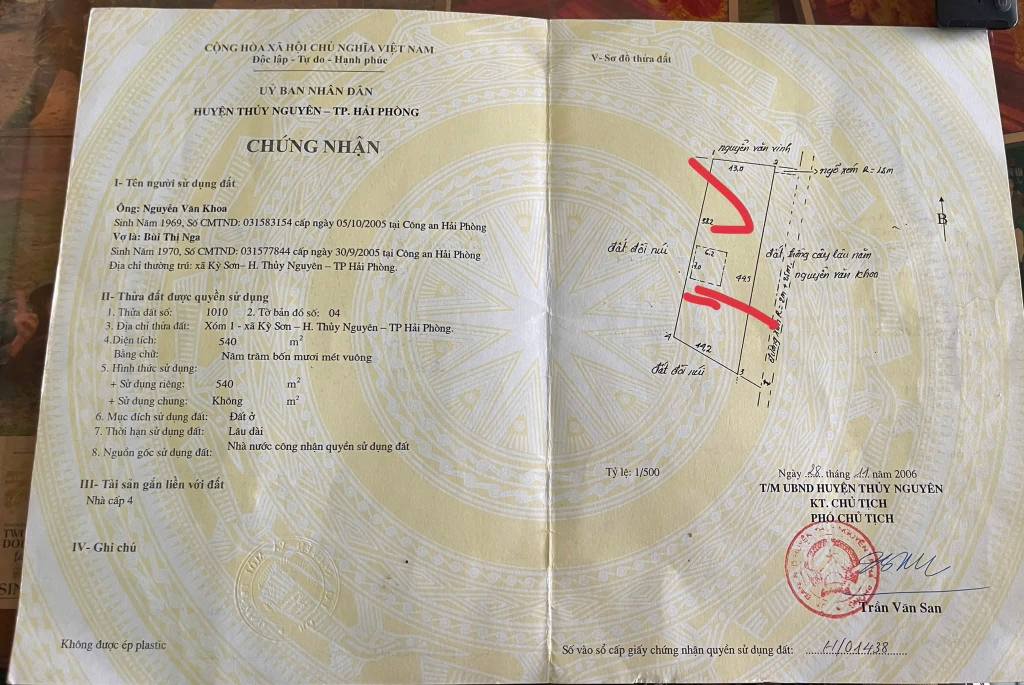 CỘNG HÒA XÃ HỘI CHỦ NGHĨA VIỆT NAM
Độc lập - Tự do - Hạnh phúc
UỶ BAN NHÂN DÂN
HUYỆN THỦY NGUYÊN – TP. HẢI PHÒNG
CHỨNG NHẬN
I- Tên người sử dụng đất
Ông: Nguyễn Văn Khoa
Sinh Năm 1969, Số CMTND: 031583154 cấp ngày 05/10/2005 tại Công an Hải Phòng
Vợ là: Bùi Thị Nga
Sinh Năm 1970, Số CMTND: 031577844 cấp ngày 30/9/2005 tại Công an Hải Phòng
Địa chỉ thường trú: xã Kỳ Sơn– H. Thủy Nguyên – TP Hải Phòng.
II- Thửa đất được quyền sử dụng
1. Thửa đất số: 1010 2. Tờ bản đồ số: 04
3. Địa chỉ thửa đất: Xóm 1 - xã Kỳ Sơn – H. Thủy Nguyên – TP Hải Phòng.
4.Diện tích: 540 m²
Bằng chữ: Năm trăm bốn mươi mét vuông
5. Hình thức sử dụng:
+ Sử dụng riêng: 540 m²
+ Sử dụng chung: Không m²
6. Mục đích sử dụng đất: Đất ở
7. Thời hạn sử dụng đất: Lâu dài
8. Nguồn gốc sử dụng đất: Nhà nước công nhận quyền sử dụng đất
III- Tài sản gắn liền với đất
Nhà cấp 4
IV- Ghi chú
Không được ép plastic
V- Sơ đồ thửa đất
nguyễn văn vinh
1
13,0
2
ngõ xóm
B
đất đồi núi
7,0
đất trồng cây lâu năm
nguyễn văn khoa
44,5
4
14,2
3
đất đồi núi
Tỷ lệ: 1/500
Ngày 28 tháng 11 năm 2006
T/M UBND HUYỆN THỦY NGUYÊN
KT. CHỦ TỊCH
PHÓ CHỦ TỊCH
Trần Văn San
Số vào sổ cấp giấy chứng nhận quyền sử dụng đất: H/01438